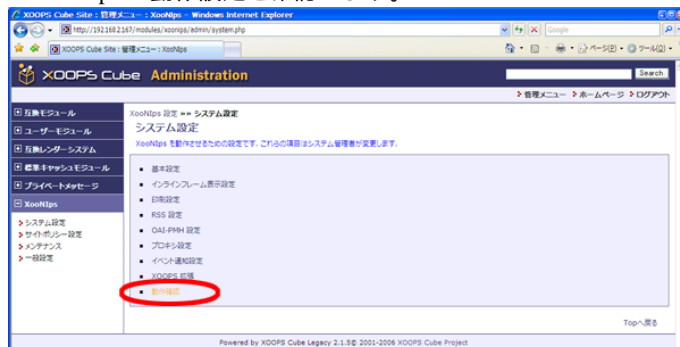 XOOPS Cube Site : 管理メニュー : XooNIps - Windows Internet Explorer
http://192.168.2.167/modules/xoonips/admin/system.php
Google
XOOPS Cube Site : 管理メニュー : XooNIps
ページ(P)
ツール(O)
XOOPS Cube Administration
Search
管理メニュー
ホームページ
ログアウト
互換モジュール
ユーザーモジュール
互換レンダーシステム
標準キャッシュモジュール
プライベートメッセージ
XooNIps
システム設定
サイトポリシー設定
メンテナンス
一般設定
XooNIps 設定 »» システム設定
システム設定
XooNIps を動作させるための設定です. これらの項目はシステム管理者が変更します.
基本設定
インラインフレーム表示設定
印刷設定
RSS 設定
OAI-PMH 設定
プロキシ設定
イベント通知設定
XOOPS 拡張
動作確認
Topへ戻る
Powered by XOOPS Cube Legacy 2.1.5© 2001-2006 XOOPS Cube Project